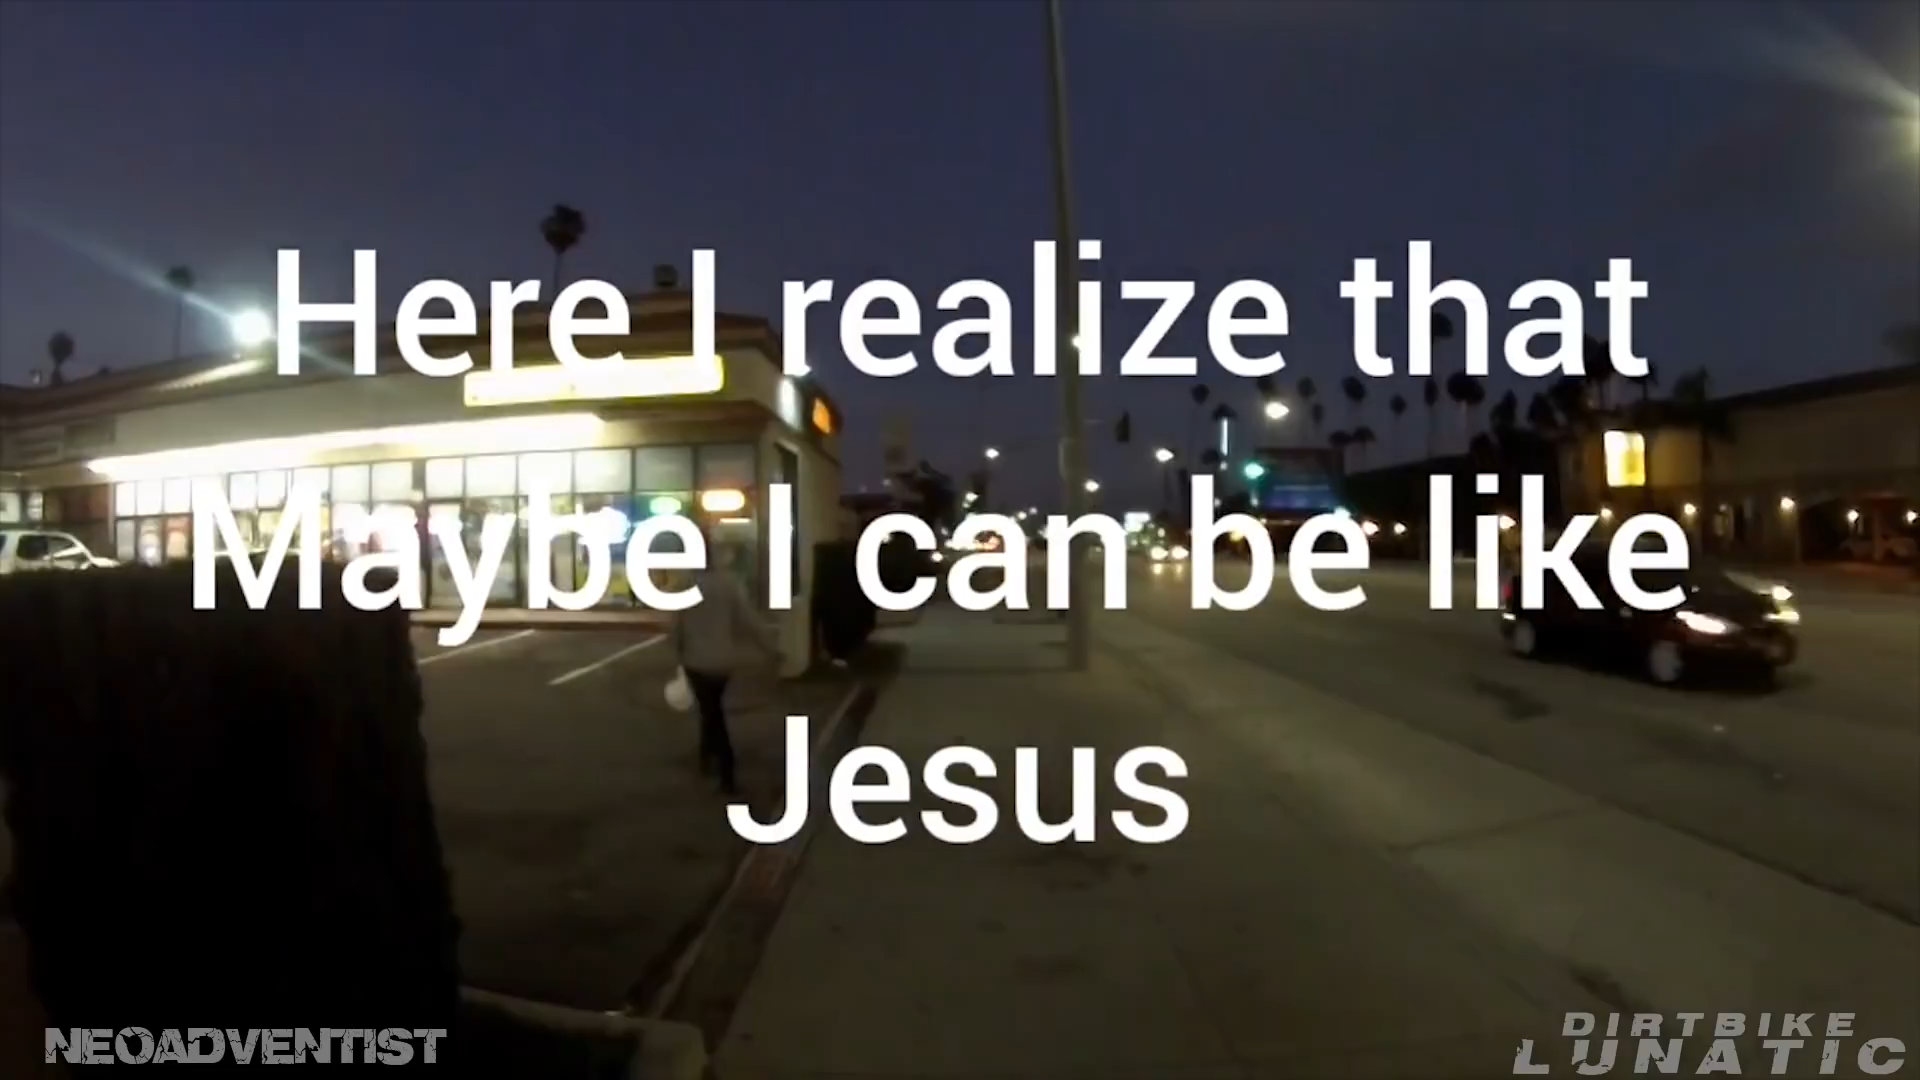 Here I realize that
Maybe I can be like
Jesus
NEOADVENTIST
DIRTBIKE
LUNATIC